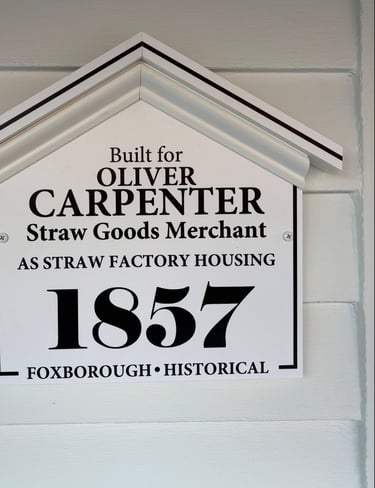 Built for
OLIVER
CARPENTER
Straw Goods Merchant
AS STRAW FACTORY HOUSING
1857
FOXBOROUGH • HISTORICAL